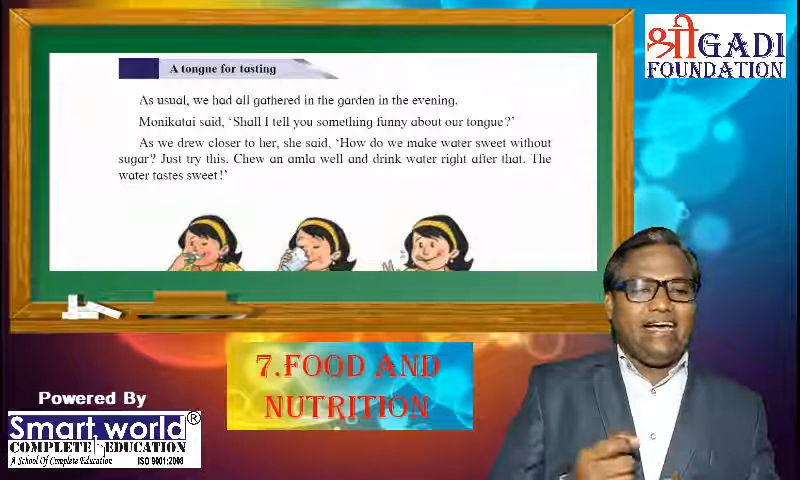 A tongue for tasting
As usual, we had all gathered in the garden in the evening.
Monikatai said, ‘Shall I tell you something funny about our tongue?’
As we drew closer to her, she said, ‘How do we make water sweet without
sugar? Just try this. Chew an amla well and drink water right after that. The
water tastes sweet!’
श्रीGADI
FOUNDATION
7.FOOD AND
NUTRITION
Powered By
Smart world®
COMPLETE EDUCATION
A School Of Complete Education ISO 9001:2008